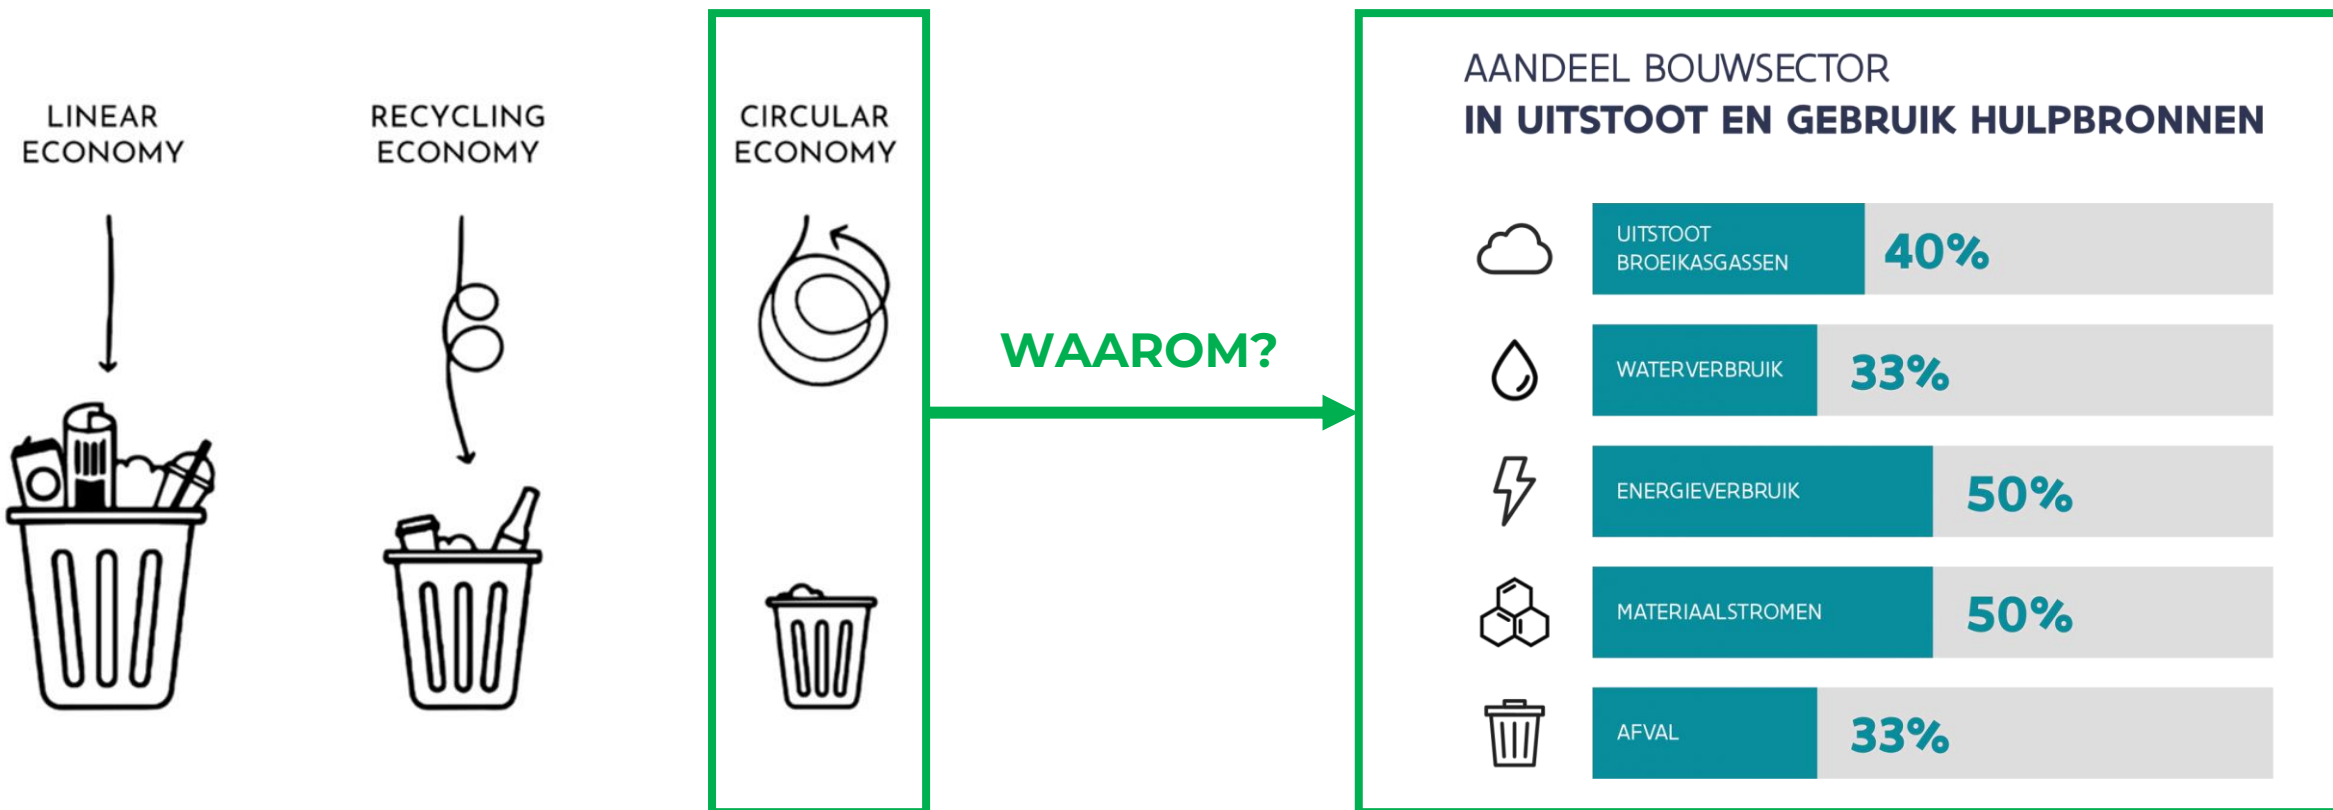 LINEAR
ECONOMY
RECYCLING
ECONOMY
CIRCULAR
ECONOMY
WAAROM?
AANDEEL BOUWSECTOR
IN UITSTOOT EN GEBRUIK HULPBRONNEN
UITSTOOT
BROEIKASGASSEN
40%
WATERVERBRUIK
33%
ENERGIEVERBRUIK
50%
MATERIAALSTROMEN
50%
AFVAL
33%